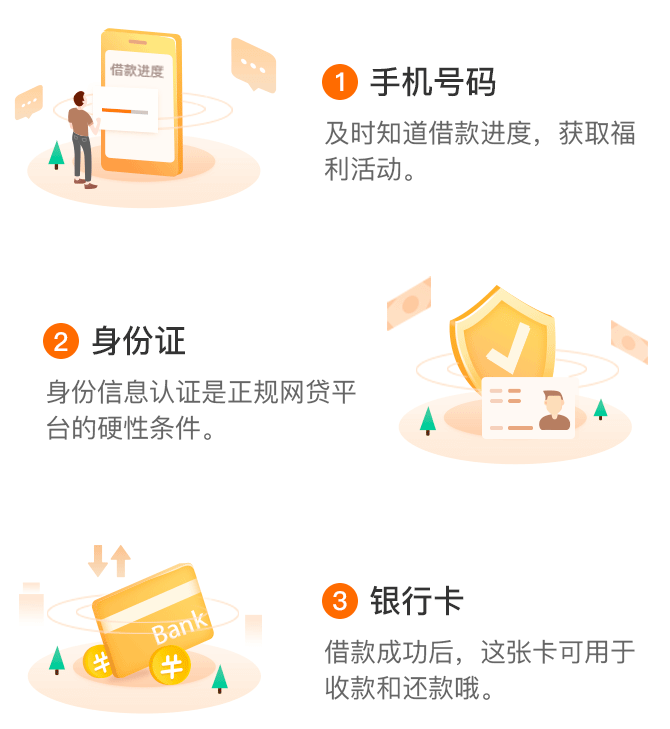 借款进度
1 手机号码
及时知道借款进度，获取福
利活动。
2 身份证
身份信息认证是正规网贷平
台的硬性条件。
Bank
3 银行卡
借款成功后，这张卡可用于
收款和还款哦。